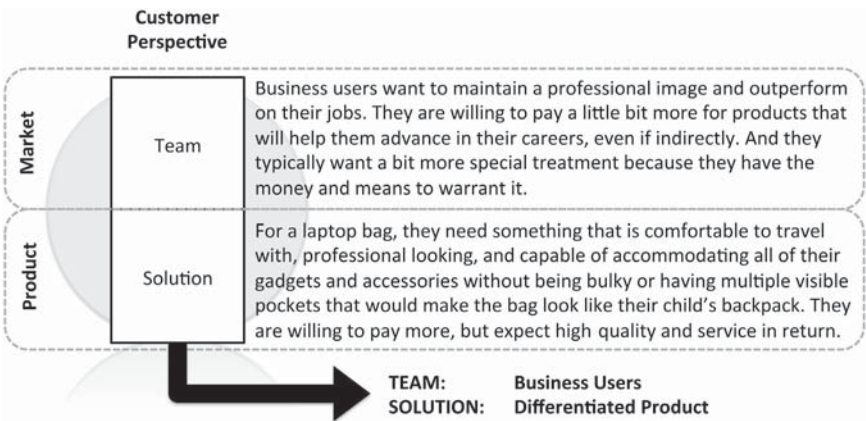 Customer
Perspective
Market
Team
Business users want to maintain a professional image and outperform
on their jobs. They are willing to pay a little bit more for products that
will help them advance in their careers, even if indirectly. And they
typically want a bit more special treatment because they have the
money and means to warrant it.
Product
Solution
For a laptop bag, they need something that is comfortable to travel
with, professional looking, and capable of accommodating all of their
gadgets and accessories without being bulky or having multiple visible
pockets that would make the bag look like their child's backpack. They
are willing to pay more, but expect high quality and service in return.
TEAM: Business Users
SOLUTION: Differentiated Product